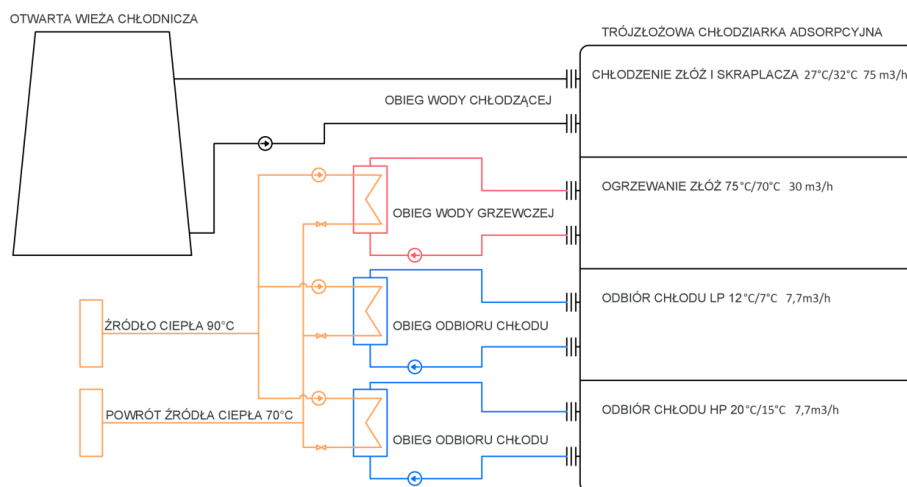 OTWARTA WIEŻA CHŁODNICZA
TRÓJZŁOŻOWA CHŁODZIARKA ADSORPCYJNA
CHŁODZENIE ZŁÓŻ I SKRAPLACZA 27°C/32°C 75 m3/h
OBIEG WODY CHŁODZĄCEJ
OGRZEWANIE ZŁÓŻ 75°C/70°C 30 m3/h
OBIEG WODY GRZEWCZEJ
ODBIÓR CHŁODU LP 12°C/7°C 7,7m3/h
ŹRÓDŁO CIEPŁA 90°C
OBIEG ODBIORU CHŁODU
POWRÓT ŹRÓDŁA CIEPŁA 70°C
ODBIÓR CHŁODU HP 20°C/15°C 7,7m3/h
OBIEG ODBIORU CHŁODU